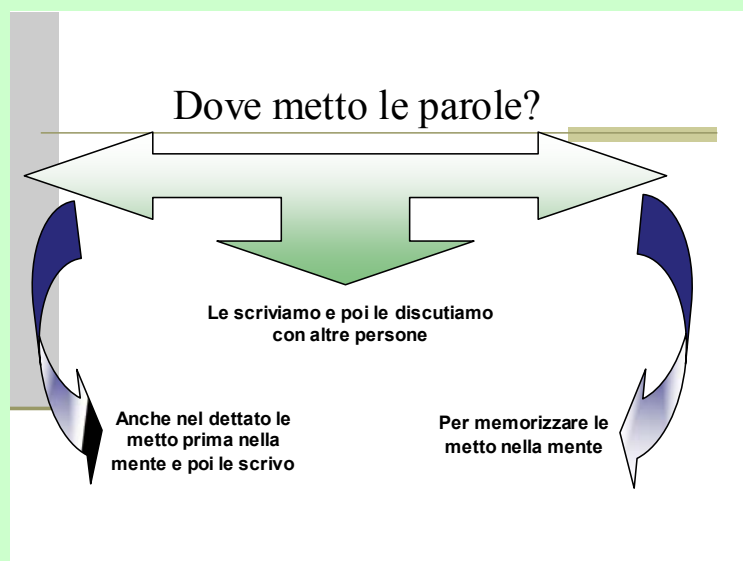 Dove metto le parole?
Le scriviamo e poi le discutiamo
con altre persone
Anche nel dettato le
metto prima nella
mente e poi le scrivo
Per memorizzare le
metto nella mente